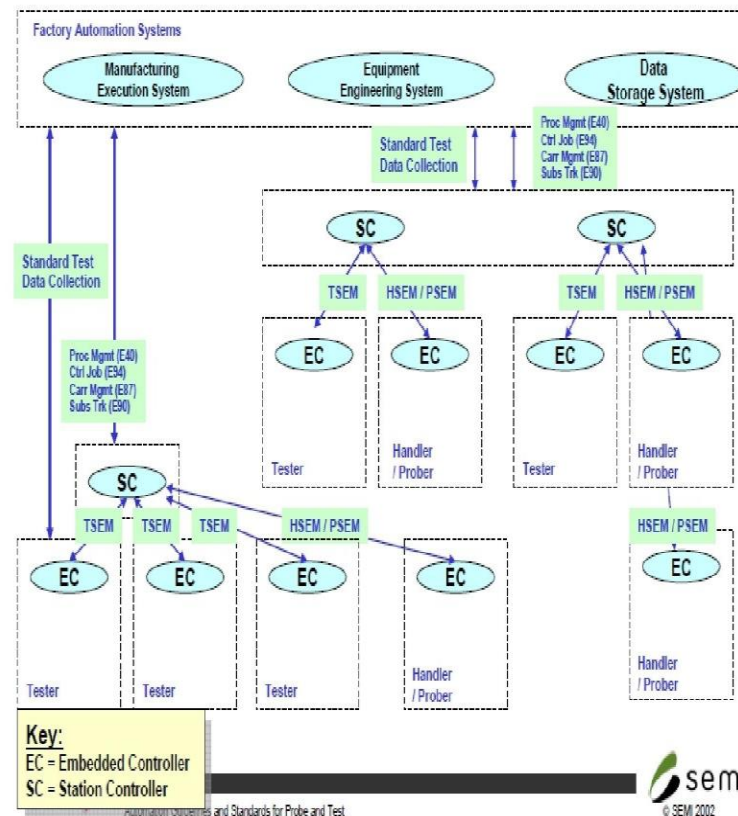 Factory Automation Systems
Manufacturing
Execution System
Equipment
Engineering System
Data
Storage System
Standard Test
Data Collection
Proc Mgmt (E40)
Ctrl Job (E94)
Carr Mgmt (E87)
Subs Trk (E90)
SC
SC
Standard Test
Data Collection
TSEM
HSEM / PSEM
TSEM
HSEM / PSEM
EC
EC
EC
EC
Proc Mgmt (E40)
Ctrl Job (E94)
Carr Mgmt (E87)
Subs Trk (E90)
Tester
Handler
/ Prober
Tester
Handler
/ Prober
SC
TSEM
TSEM
TSEM
HSEM / PSEM
HSEM / PSEM
EC
EC
EC
EC
EC
Tester
Tester
Tester
Handler
/ Prober
Handler
/ Prober
Key:
EC = Embedded Controller
SC = Station Controller
sem
Automation Guidelines and Standards for Probe and Test
© SEMI 2002